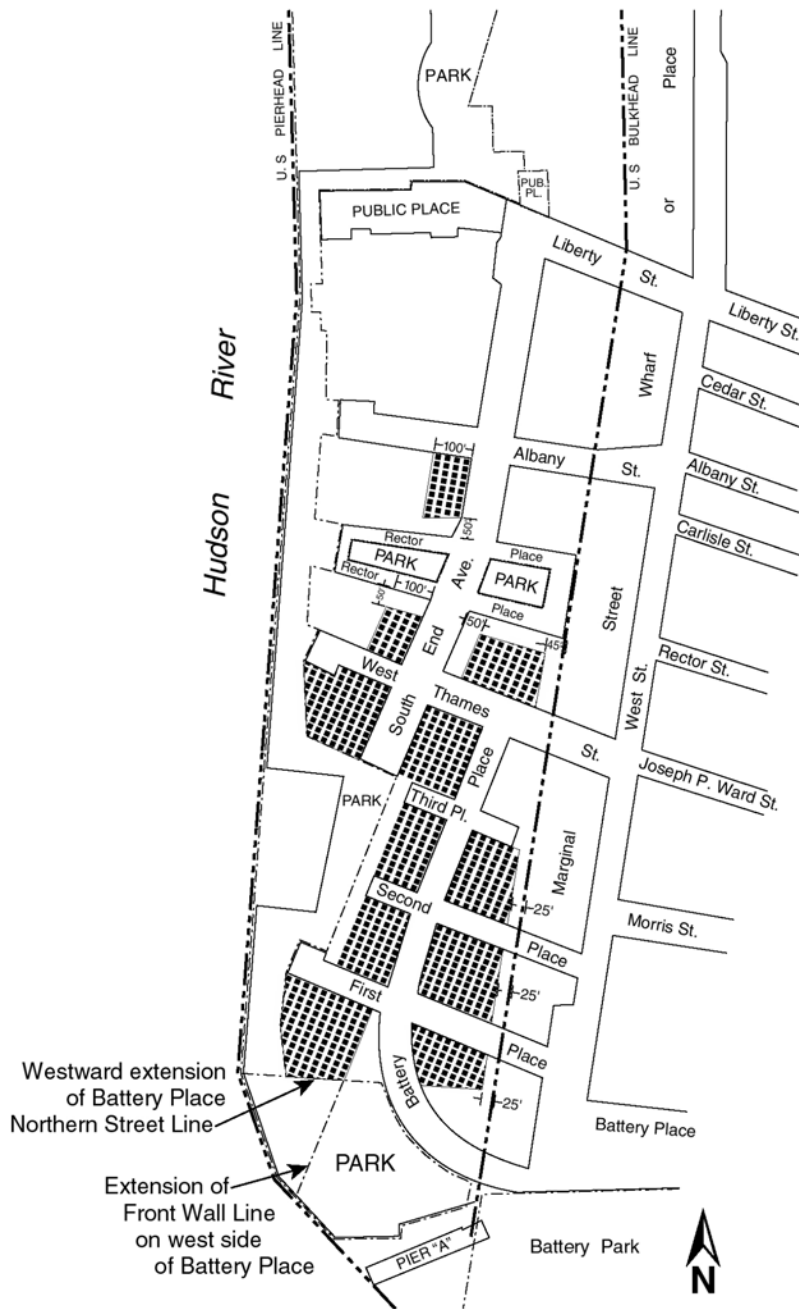 U.S PIERHEAD LINE
PARK
U.S BULKHEAD LINE
Place
or
PUB.
PL.
PUBLIC PLACE
Liberty
St.
Liberty St.
Hudson River
Wharf
Cedar St.
100'
Albany
St.
Albany St.
50'
Carlisle St.
Rector
Place
PARK
Ave.
PARK
Rector
100'
50'
Place
50'
45'
Street
End
West
Rector St.
West St.
South
Thames
St.
Place
Joseph P. Ward St.
PARK
Third Pl.
Marginal
Second
25'
Morris St.
Place
First
25'
Place
Westward extension
of Battery Place
Northern Street Line
Battery
25'
Battery Place
PARK
Extension of
Front Wall Line
on west side
of Battery Place
PIER "A"
Battery Park
N